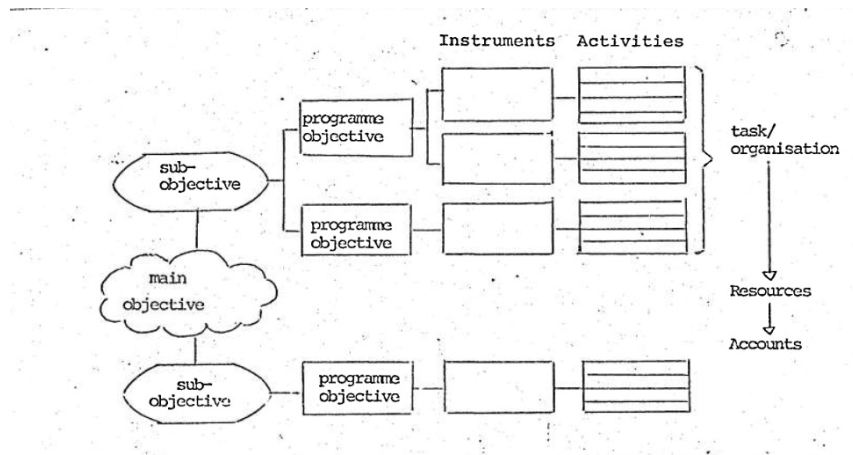 Instruments Activities
programme
objective
task/
organisation
sub-
objective
programme
objective
main
objective
Resources
Accounts
sub-
objective
programme
objective